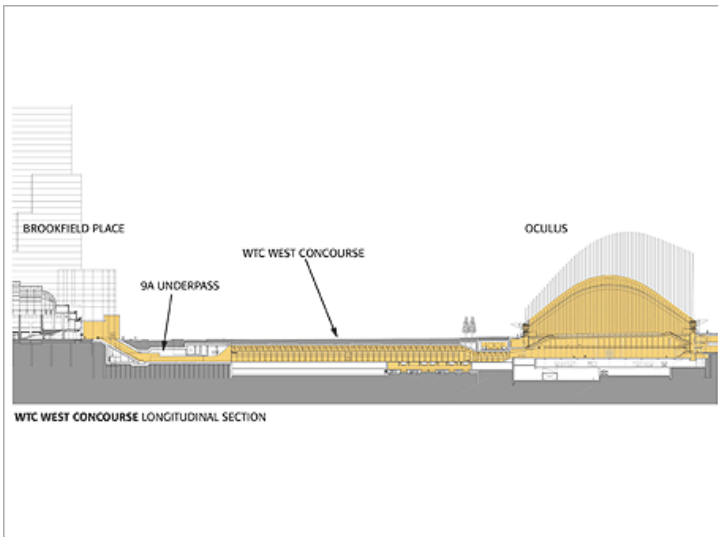 BROOKFIELD PLACE
OCULUS
WTC WEST CONCOURSE
9A UNDERPASS
WTC WEST CONCOURSE LONGITUDINAL SECTION